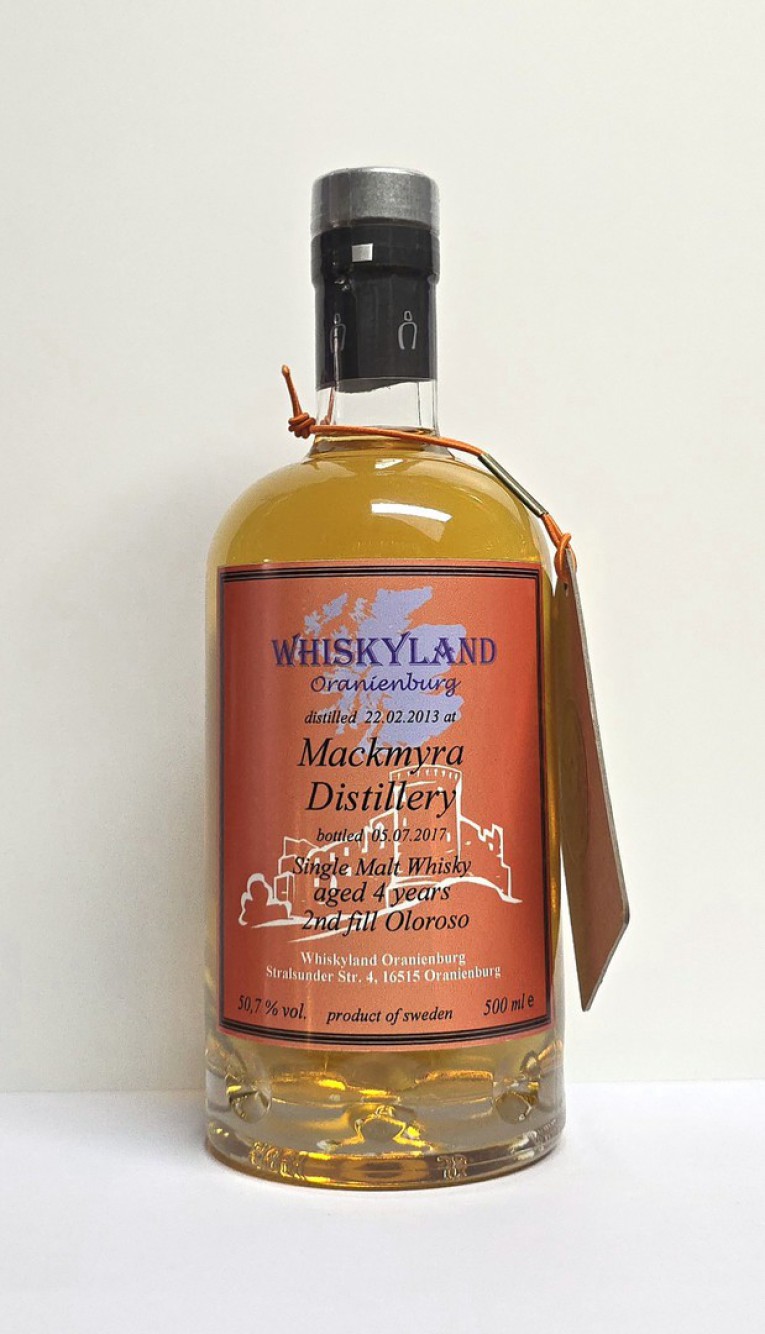 WHISKYLAND
Oranienburg
distilled 22.02.2013 at
Mackmyra
Distillery
bottled 05.07.2017
Single Malt Whisky
aged 4 years
2nd fill Oloroso
Whiskyland Oranienburg
Stralsunder Str. 4, 16515 Oranienburg
50,7 % vol. product of sweden 500 ml e